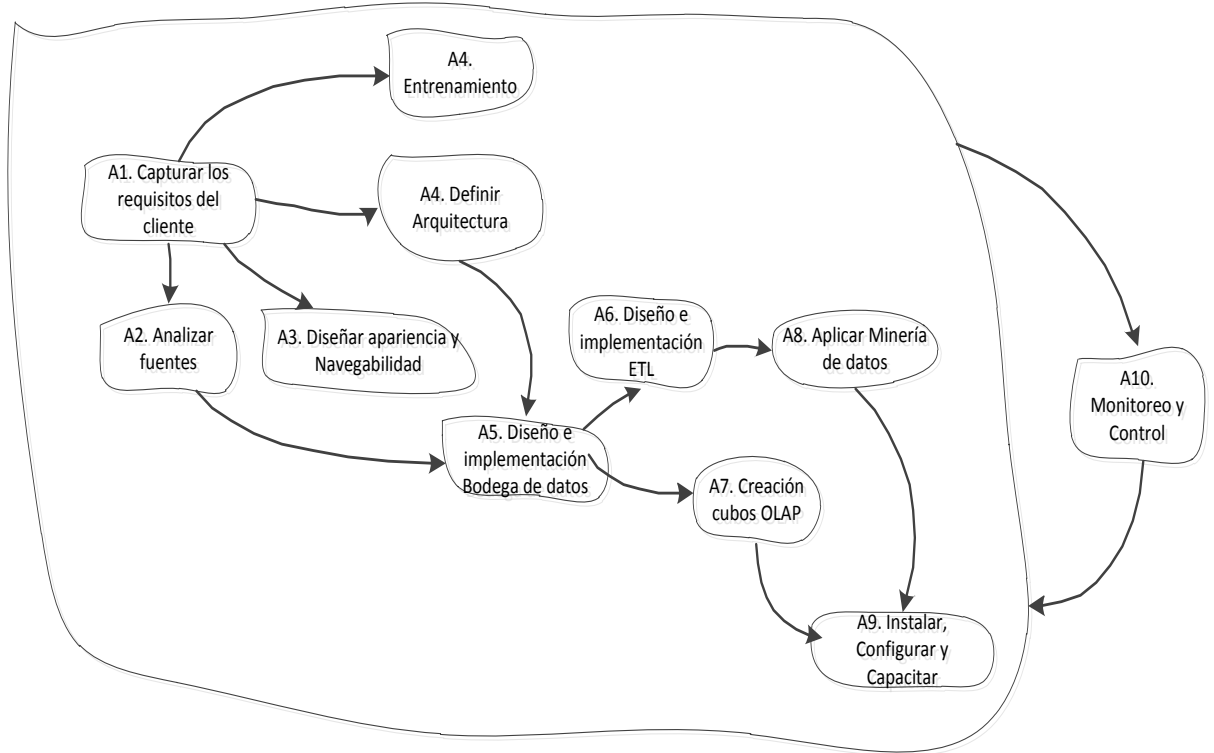 A4.
Entrenamiento
A1. Capturar los
requisitos del
cliente
A4. Definir
Arquitectura
A2. Analizar
fuentes
A3. Diseñar apariencia y
Navegabilidad
A6. Diseño e
implementación
ETL
A8. Aplicar Minería
de datos
A10.
Monitoreo y
Control
A5. Diseño e
implementación
Bodega de datos
A7. Creación
cubos OLAP
A9. Instalar,
Configurar y
Capacitar